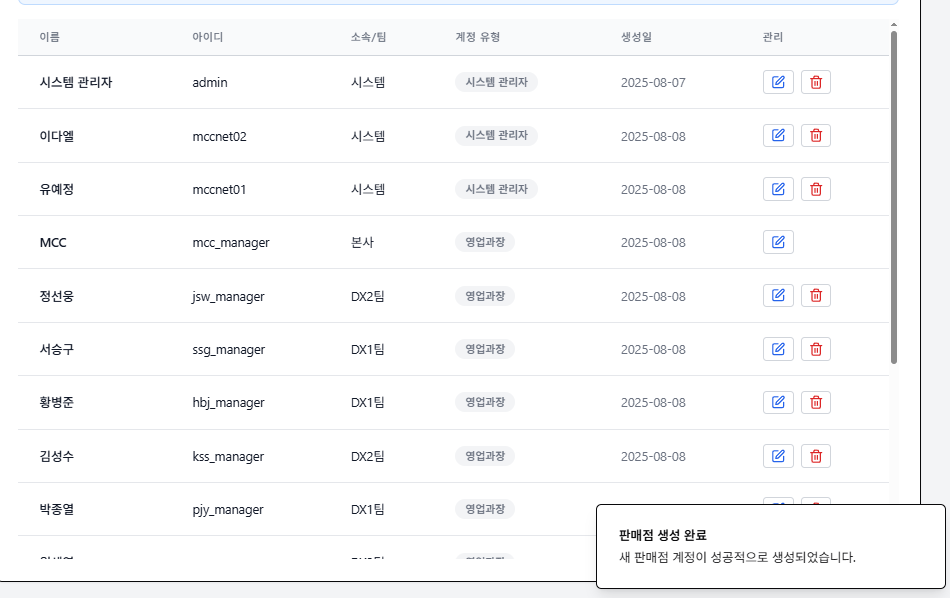 이름 아이디 소속/팀 계정 유형 생성일 관리
시스템 관리자 admin 시스템 시스템 관리자 2025-08-07
이다엘 mccnet02 시스템 시스템 관리자 2025-08-08
유예정 mccnet01 시스템 시스템 관리자 2025-08-08
MCC mcc_manager 본사 영업과장 2025-08-08
정선웅 jsw_manager DX2팀 영업과장 2025-08-08
서승구 ssg_manager DX1팀 영업과장 2025-08-08
황병준 hbj_manager DX1팀 영업과장 2025-08-08
김성수 kss_manager DX2팀 영업과장 2025-08-08
박종열 pjy_manager DX1팀 영업과장
판매점 생성 완료
새 판매점 계정이 성공적으로 생성되었습니다.